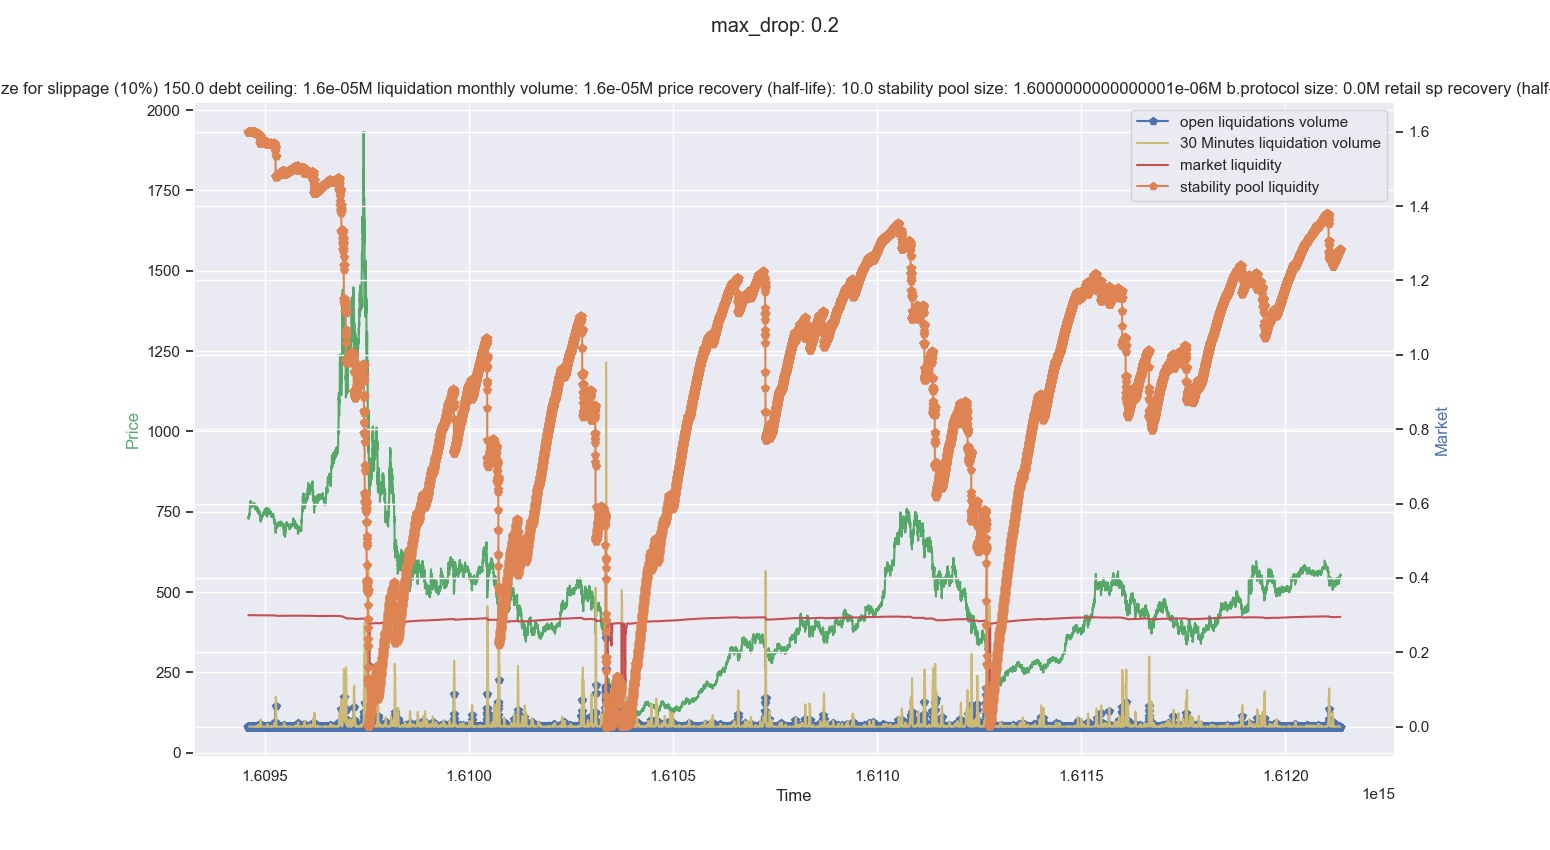 max_drop: 0.2
ze for slippage (10%) 150.0 debt ceiling: 1.6e-05M liquidation monthly volume: 1.6e-05M price recovery (half-life): 10.0 stability pool size: 1.6000000000000001e-06M b.protocol size: 0.0M retail sp recovery (half-
2000
1750
1500
1250
1000
750
500
250
0
Price
open liquidations volume
30 Minutes liquidation volume
market liquidity
stability pool liquidity
1.6
1.4
1.2
1.0
0.8
0.6
0.4
0.2
0.0
Market
1.6095 1.6100 1.6105 1.6110 1.6115 1.6120
Time
1e15